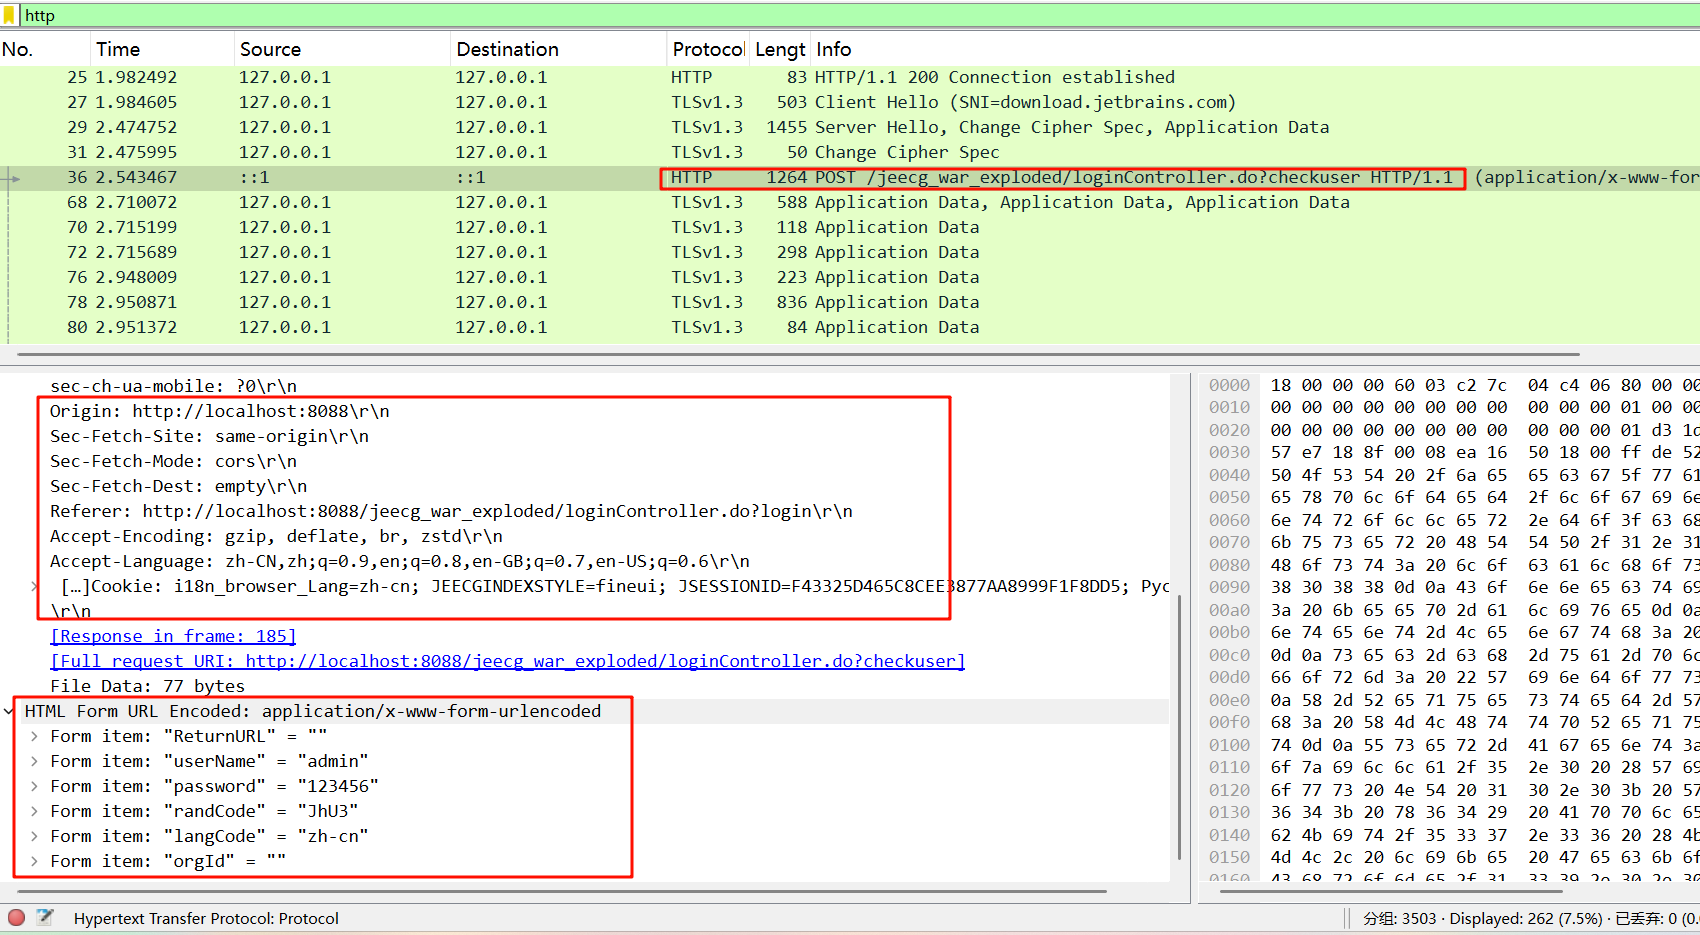 http
No. Time Source Destination Protocol Lengt Info
25 1.982492 127.0.0.1 127.0.0.1 HTTP 83 HTTP/1.1 200 Connection established
27 1.984605 127.0.0.1 127.0.0.1 TLSv1.3 503 Client Hello (SNI=download.jetbrains.com)
29 2.474752 127.0.0.1 127.0.0.1 TLSv1.3 1455 Server Hello, Change Cipher Spec, Application Data
31 2.475995 127.0.0.1 127.0.0.1 TLSv1.3 50 Change Cipher Spec
36 2.543467 ::1 ::1 HTTP 1264 POST /jeecg_war_exploded/loginController.do?checkuser HTTP/1.1 (application/x-www-for
68 2.710072 127.0.0.1 127.0.0.1 TLSv1.3 588 Application Data, Application Data, Application Data
70 2.715199 127.0.0.1 127.0.0.1 TLSv1.3 118 Application Data
72 2.715689 127.0.0.1 127.0.0.1 TLSv1.3 298 Application Data
76 2.948009 127.0.0.1 127.0.0.1 TLSv1.3 223 Application Data
78 2.950871 127.0.0.1 127.0.0.1 TLSv1.3 836 Application Data
80 2.951372 127.0.0.1 127.0.0.1 TLSv1.3 84 Application Data
sec-ch-ua-mobile: ?0\r\n
Origin: http://localhost:8088\r\n
Sec-Fetch-Site: same-origin\r\n
Sec-Fetch-Mode: cors\r\n
Sec-Fetch-Dest: empty\r\n
Referer: http://localhost:8088/jeecg_war_exploded/loginController.do?login\r\n
Accept-Encoding: gzip, deflate, br, zstd\r\n
Accept-Language: zh-CN,zh;q=0.9,en;q=0.8,en-GB;q=0.7,en-US;q=0.6\r\n
[…]Cookie: i18n_browser_Lang=zh-cn; JEECGINDEXSTYLE=fineui; JSESSIONID=F43325D465C8CEE3877AA8999F1F8DD5; Pyc
\r\n
[Response in frame: 185]
[Full request URI: http://localhost:8088/jeecg_war_exploded/loginController.do?checkuser]
File Data: 77 bytes
HTML Form URL Encoded: application/x-www-form-urlencoded
Form item: "ReturnURL" = ""
Form item: "userName" = "admin"
Form item: "password" = "123456"
Form item: "randCode" = "JhU3"
Form item: "langCode" = "zh-cn"
Form item: "orgId" = ""
0000 18 00 00 00 60 03 c2 7c 04 c4 06 80 00 00
0010 00 00 00 00 00 00 00 00 00 00 00 01 00 00
0020 00 00 00 00 00 00 00 00 00 00 00 01 d3 1d
0030 57 e7 18 8f 00 08 ea 16 50 18 00 ff de 52
0040 50 4f 53 54 20 2f 6a 65 65 63 67 5f 77 61
0050 65 78 70 6c 6f 64 65 64 2f 6c 6f 67 69 6e
0060 6e 74 72 6f 6c 6c 65 72 2e 64 6f 3f 63 68
0070 6b 75 73 65 72 20 48 54 54 50 2f 31 2e 31
0080 48 6f 73 74 3a 20 6c 6f 63 61 6c 68 6f 73
0090 38 30 38 38 0d 0a 43 6f 6e 6e 65 63 74 69
00a0 3a 20 6b 65 65 70 2d 61 6c 69 76 65 0d 0a
00b0 6e 74 65 6e 74 2d 4c 65 6e 67 74 68 3a 20
00c0 0d 0a 73 65 63 2d 63 68 2d 75 61 2d 70 6c
00d0 66 6f 72 6d 3a 20 22 57 69 6e 64 6f 77 73
00e0 0a 58 2d 52 65 71 75 65 73 74 65 64 2d 57
00f0 68 3a 20 58 4d 4c 48 74 74 70 52 65 71 75
0100 74 0d 0a 55 73 65 72 2d 41 67 65 6e 74 3a
0110 6f 7a 69 6c 6c 61 2f 35 2e 30 20 28 57 69
0120 6f 77 73 20 4e 54 20 31 30 2e 30 3b 20 57
0130 36 34 3b 20 78 36 34 29 20 41 70 70 6c 65
0140 62 4b 69 74 2f 35 33 37 2e 33 36 20 28 4b
0150 4d 4c 2c 20 6c 69 6b 65 20 47 65 63 6b 6f
0160 43 68 72 6f 6d 65 2f 31 33 39 2e 30 2e 30
Hypertext Transfer Protocol: Protocol
分组: 3503 · Displayed: 262 (7.5%) · 已丢弃: 0 (0.